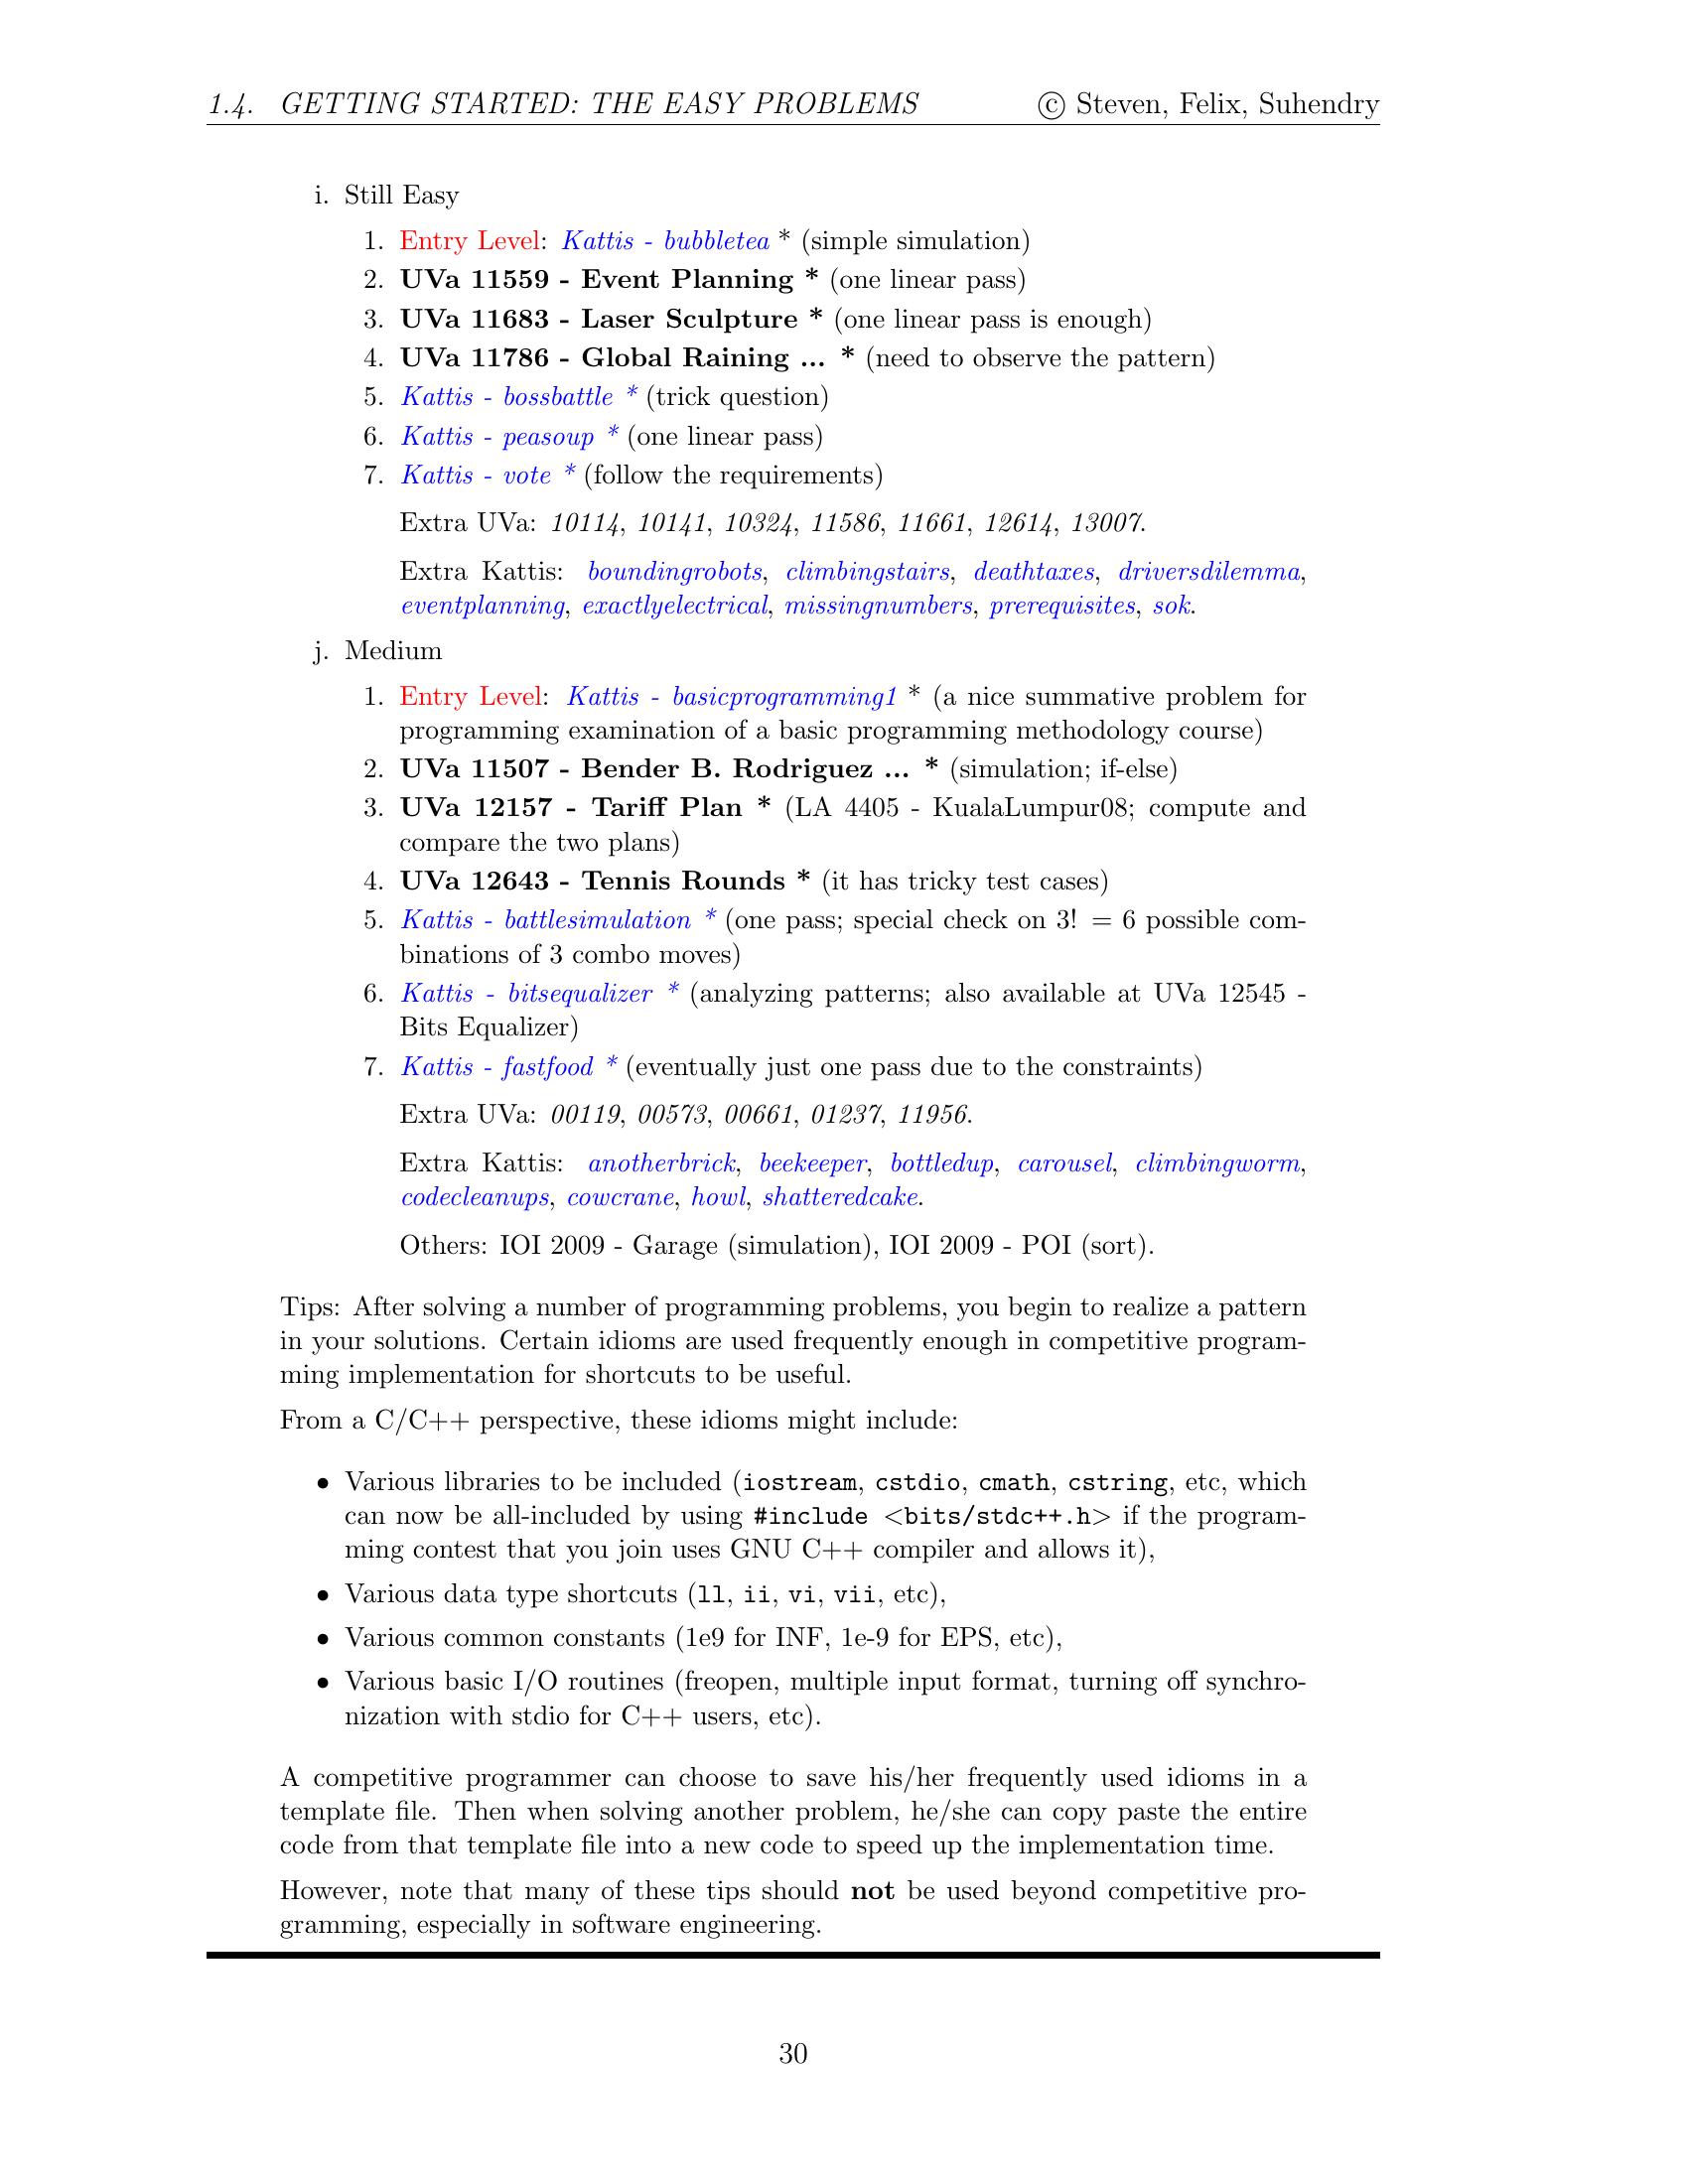 1.4. GETTING STARTED: THE EASY PROBLEMS © Steven, Felix, Suhendry
i. Still Easy
1. Entry Level: Kattis - bubbletea * (simple simulation)
2. UVa 11559 - Event Planning * (one linear pass)
3. UVa 11683 - Laser Sculpture * (one linear pass is enough)
4. UVa 11786 - Global Raining ... * (need to observe the pattern)
5. Kattis - bossbattle * (trick question)
6. Kattis - peasoup * (one linear pass)
7. Kattis - vote * (follow the requirements)
Extra UVa: 10114, 10141, 10324, 11586, 11661, 12614, 13007.
Extra Kattis: boundingrobots, climbingstairs, deathtaxes, driversdilemma,
eventplanning, exactlyelectrical, missingnumbers, prerequisites, sok.
j. Medium
1. Entry Level: Kattis - basicprogramming1 * (a nice summative problem for
programming examination of a basic programming methodology course)
2. UVa 11507 - Bender B. Rodriguez ... * (simulation; if-else)
3. UVa 12157 - Tariff Plan * (LA 4405 - KualaLumpur08; compute and
compare the two plans)
4. UVa 12643 - Tennis Rounds * (it has tricky test cases)
5. Kattis - battlesimulation * (one pass; special check on 3! = 6 possible com-
binations of 3 combo moves)
6. Kattis - bitsequalizer * (analyzing patterns; also available at UVa 12545 -
Bits Equalizer)
7. Kattis - fastfood * (eventually just one pass due to the constraints)
Extra UVa: 00119, 00573, 00661, 01237, 11956.
Extra Kattis: anotherbrick, beekeeper, bottledup, carousel, climbingworm,
codecleanups, cowcrane, howl, shatteredcake.
Others: IOI 2009 - Garage (simulation), IOI 2009 - POI (sort).
Tips: After solving a number of programming problems, you begin to realize a pattern
in your solutions. Certain idioms are used frequently enough in competitive program-
ming implementation for shortcuts to be useful.
From a C/C++ perspective, these idioms might include:
• Various libraries to be included (iostream, cstdio, cmath, cstring, etc, which
can now be all-included by using #include <bits/stdc++.h> if the program-
ming contest that you join uses GNU C++ compiler and allows it),
• Various data type shortcuts (ll, ii, vi, vii, etc),
• Various common constants (1e9 for INF, 1e-9 for EPS, etc),
• Various basic I/O routines (freopen, multiple input format, turning off synchro-
nization with stdio for C++ users, etc).
A competitive programmer can choose to save his/her frequently used idioms in a
template file. Then when solving another problem, he/she can copy paste the entire
code from that template file into a new code to speed up the implementation time.
However, note that many of these tips should not be used beyond competitive pro-
gramming, especially in software engineering.
30